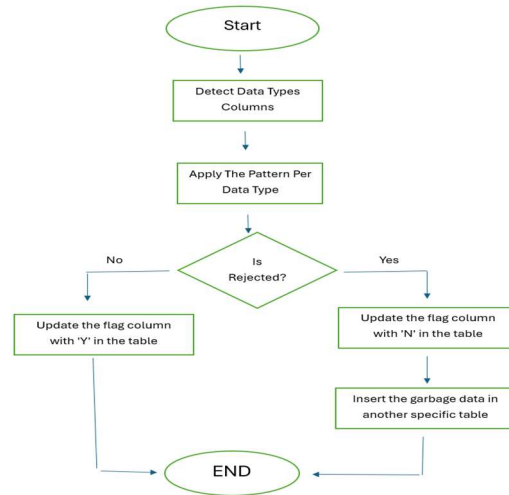 Start
Detect Data Types
Columns
Apply The Pattern Per
Data Type
Is
Rejected?
No
Yes
Update the flag column
with 'Y' in the table
Update the flag column
with 'N' in the table
Insert the garbage data in
another specific table
END